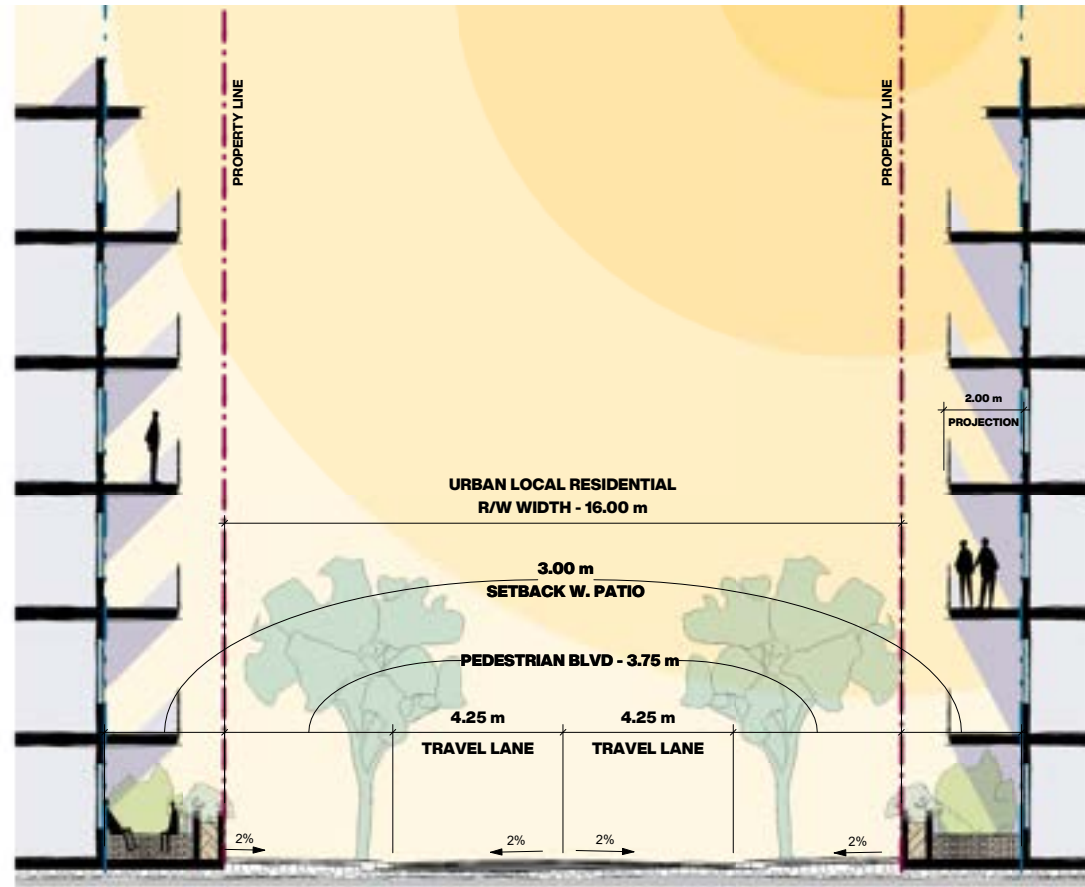 PROPERTY LINE
PROPERTY LINE
2.00 m
PROJECTION
URBAN LOCAL RESIDENTIAL
R/W WIDTH - 16.00 m
3.00 m
SETBACK W. PATIO
PEDESTRIAN BLVD - 3.75 m
4.25 m
4.25 m
TRAVEL LANE
TRAVEL LANE
2%
2%
2%
2%